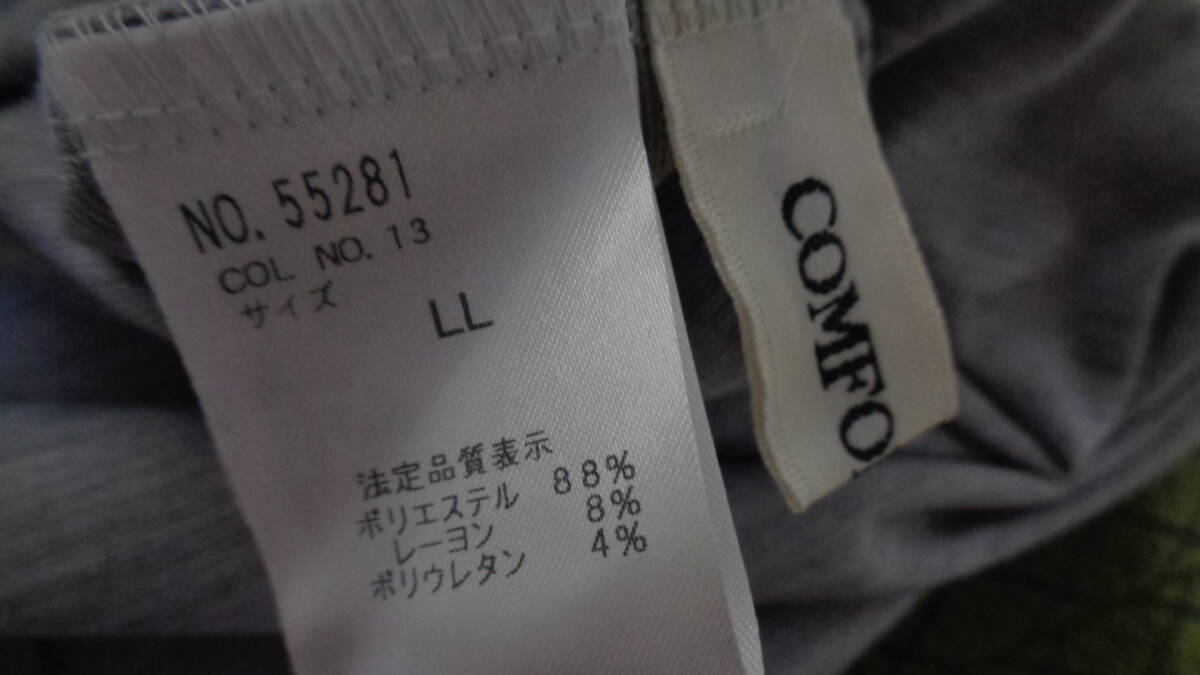 NO. 55281
COL NO. 13
サイズ
LL
法定品質表示
ポリエステル 88%
レーヨン 8%
ポリウレタン 4%
COMFO